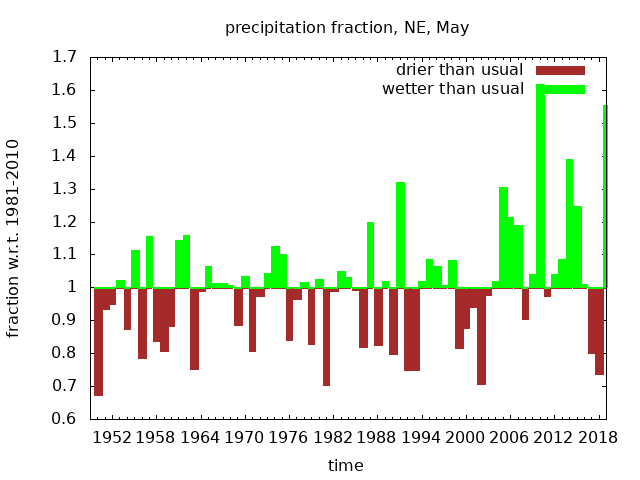 precipitation fraction, NE, May
drier than usual
wetter than usual
fraction w.r.t. 1981-2010
1.7
1.6
1.5
1.4
1.3
1.2
1.1
1
0.9
0.8
0.7
0.6
1952 1958 1964 1970 1976 1982 1988 1994 2000 2006 2012 2018
time